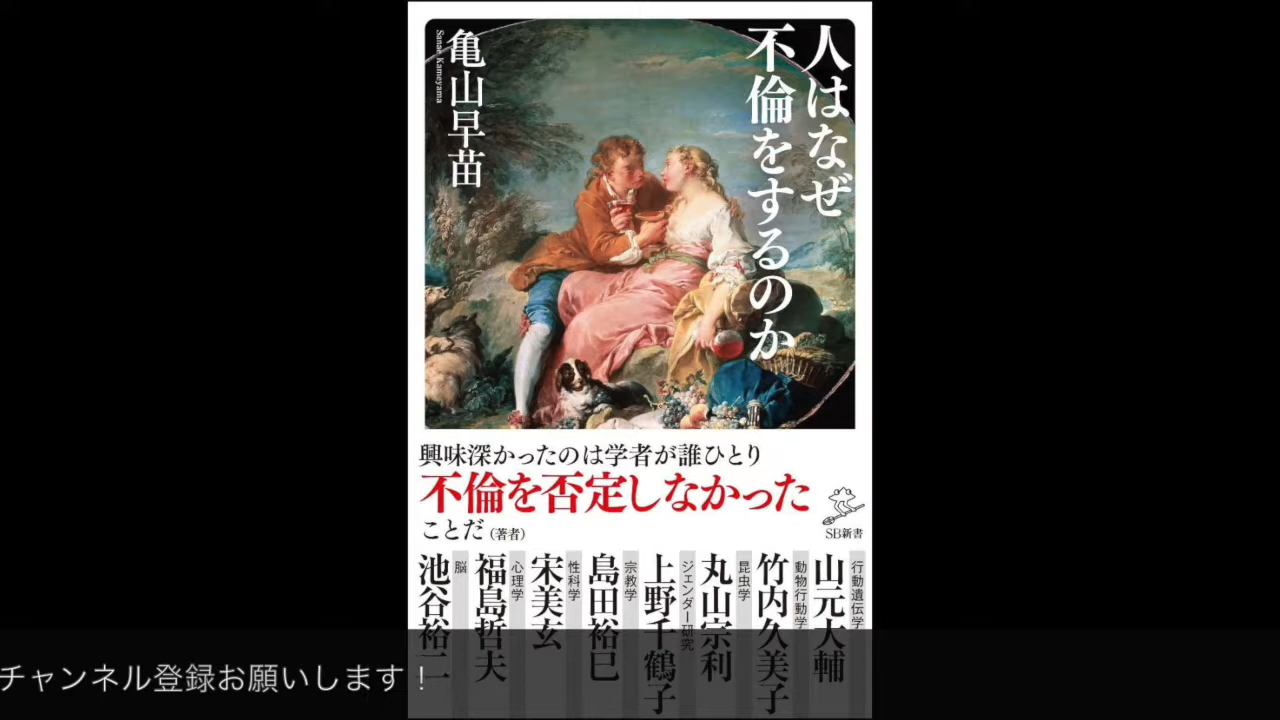 人はなぜ
不倫をするのか
亀山早苗
Sanae Kameyama
興味深かったのは学者が誰ひとり
不倫を否定しなかった
ことだ（著者）
SB新書
行動遺伝学
山元大輔
動物行動学
竹内久美子
昆虫学
丸山宗利
ジェンダー研究
上野千鶴子
宗教学
島田裕巳
性科学
宋美玄
心理学
福島哲夫
脳
池谷裕二
チャンネル登録お願いします！